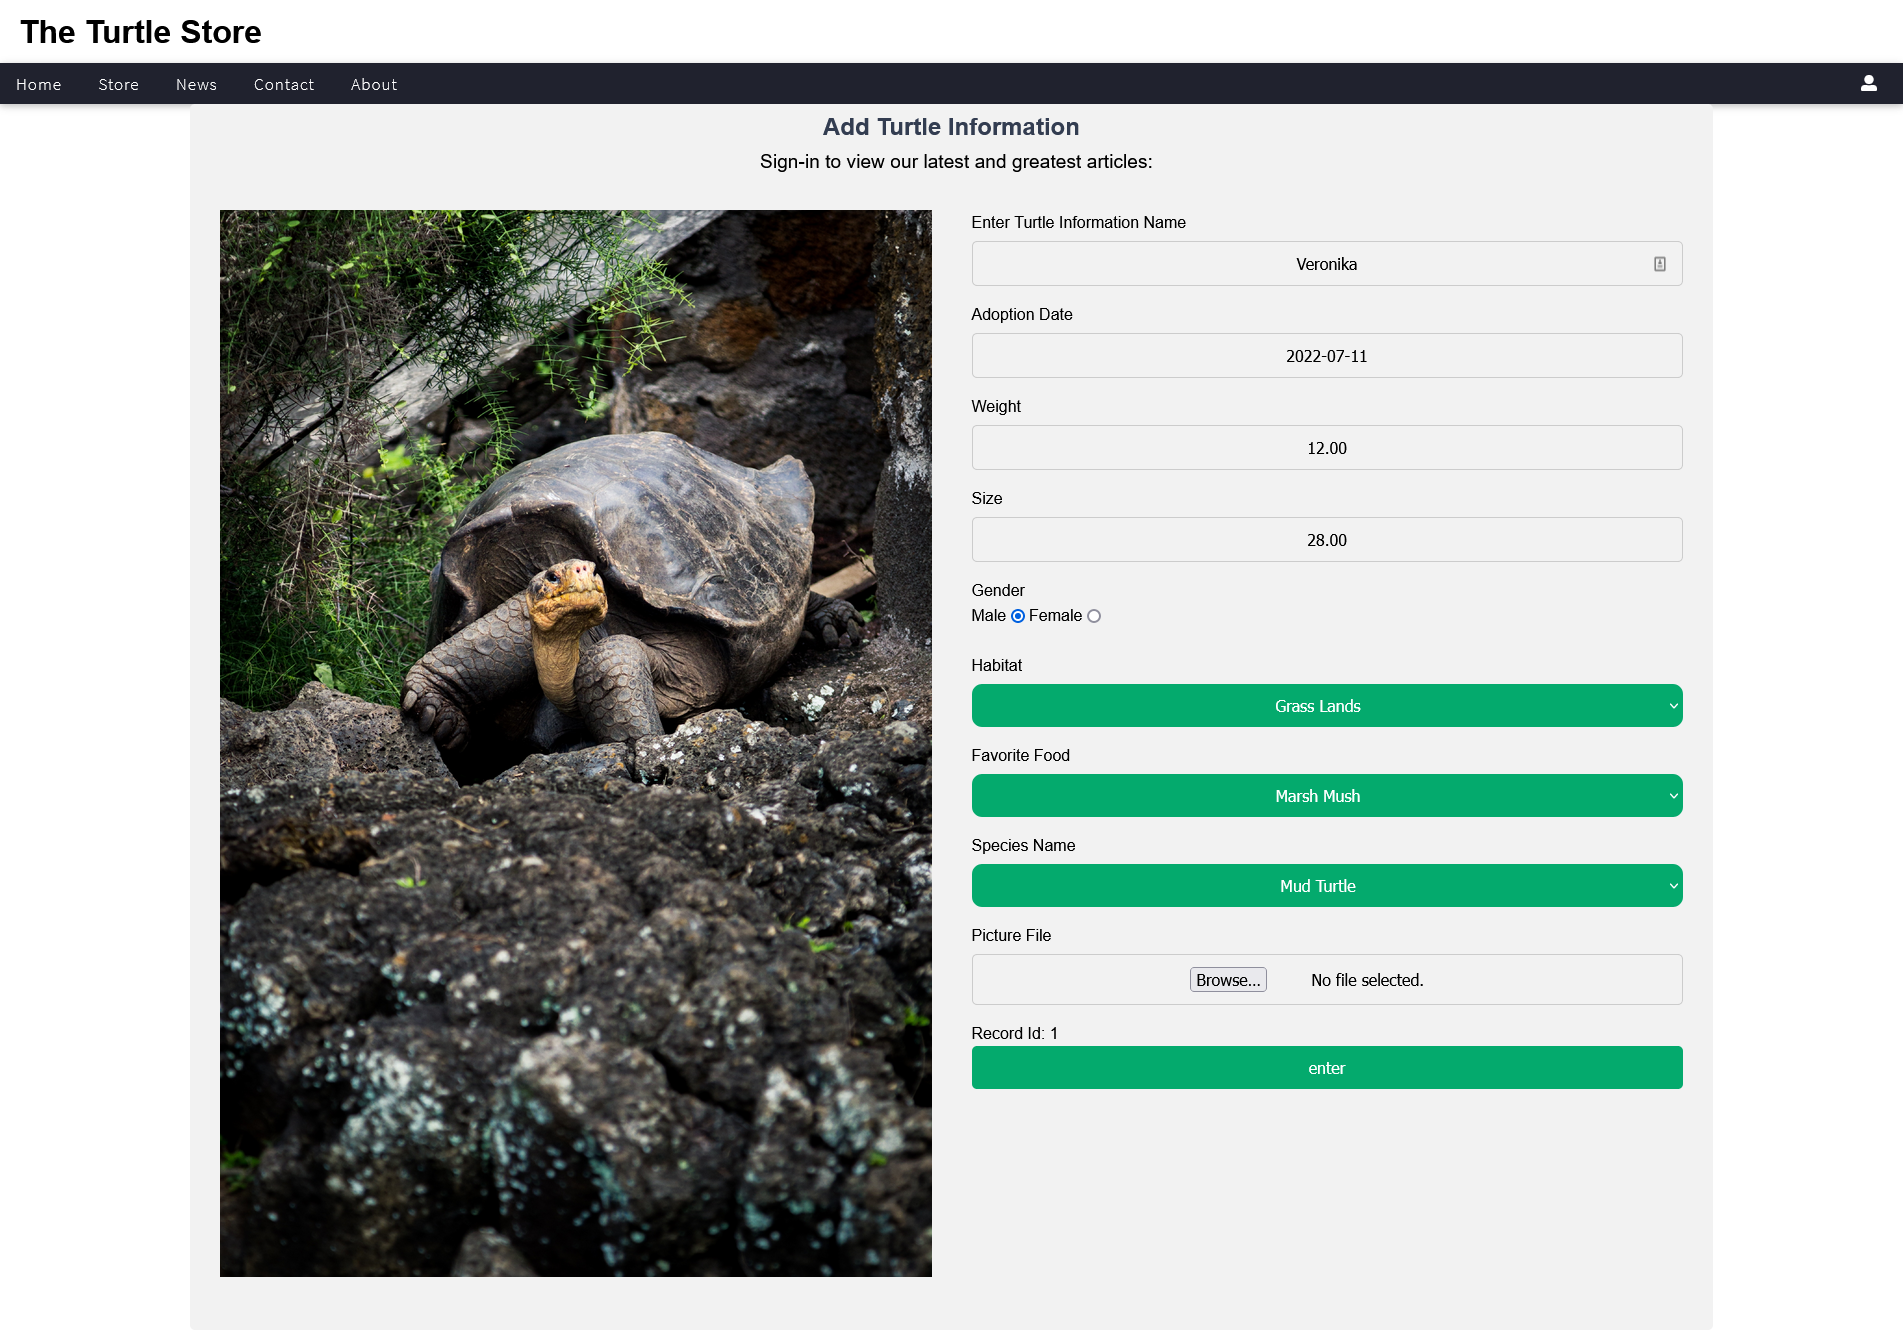 The Turtle Store
Home Store News Contact About
Add Turtle Information
Sign-in to view our latest and greatest articles:
Enter Turtle Information Name
Veronika
Adoption Date
2022-07-11
Weight
12.00
Size
28.00
Gender
Male Female
Habitat
Grass Lands
Favorite Food
Marsh Mush
Species Name
Mud Turtle
Picture File
Browse... No file selected.
Record Id: 1
enter